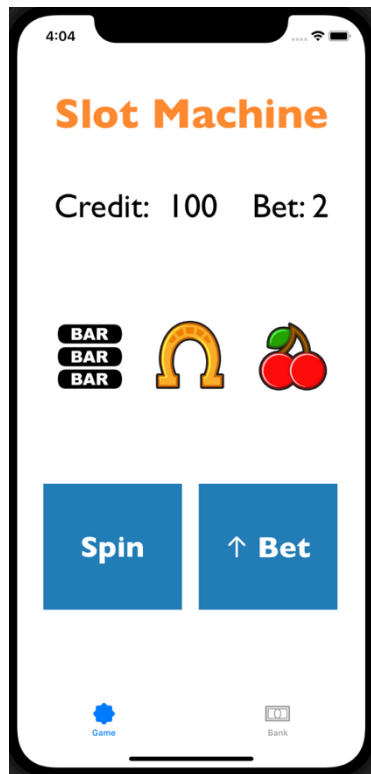 4:04
Slot Machine
Credit: 100 Bet: 2
BAR
BAR
BAR
Spin ↑ Bet
Game Bank